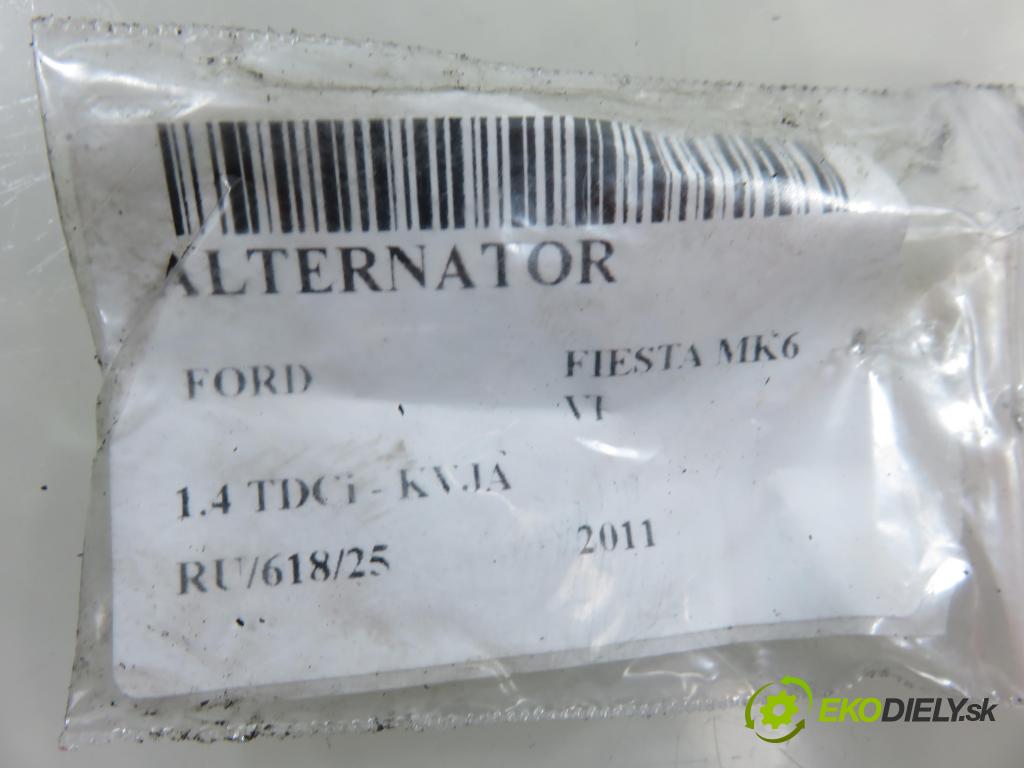 ALTERNATOR
FORD FIESTA MK6
VI
1.4 TDCi - KVJA
RU/618/25 2011
EKODIELY.sk